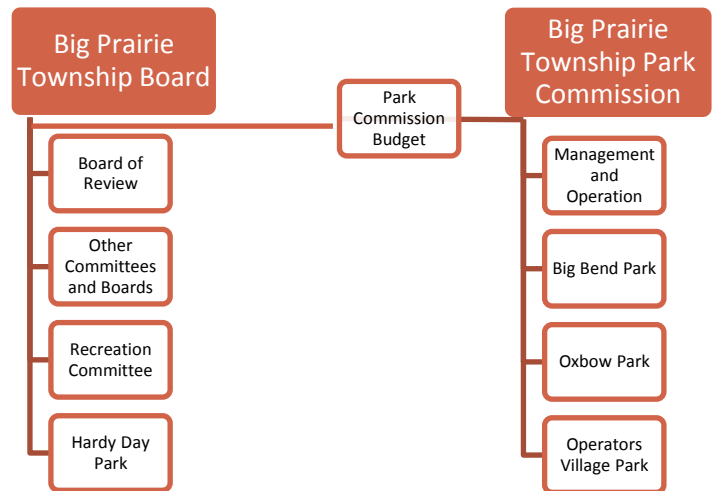 Big Prairie
Township Board
Board of
Review
Other
Committees
and Boards
Recreation
Committee
Hardy Day
Park
Park
Commission
Budget
Big Prairie
Township Park
Commission
Management
and
Operation
Big Bend Park
Oxbow Park
Operators
Village Park